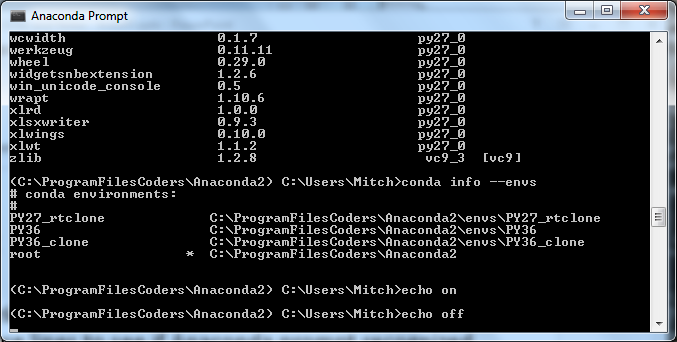 Anaconda Prompt
wcwidth 0.1.7 py27_0
werkzeug 0.11.11 py27_0
wheel 0.29.0 py27_0
widgetsnbextension 1.2.6 py27_0
win_unicode_console 0.5 py27_0
wrapt 1.10.6 py27_0
xlrd 1.0.0 py27_0
xlsxwriter 0.9.3 py27_0
xlwings 0.10.0 py27_0
xlwt 1.1.2 py27_0
zlib 1.2.8 vc9_3 [vc9]
(C:\ProgramFilesCoders\Anaconda2) C:\Users\Mitch>conda info --envs
# conda environments:
#
PY27_rtclone C:\ProgramFilesCoders\Anaconda2\envs\PY27_rtclone
PY36 C:\ProgramFilesCoders\Anaconda2\envs\PY36
PY36_clone C:\ProgramFilesCoders\Anaconda2\envs\PY36_clone
root * C:\ProgramFilesCoders\Anaconda2
(C:\ProgramFilesCoders\Anaconda2) C:\Users\Mitch>echo on
(C:\ProgramFilesCoders\Anaconda2) C:\Users\Mitch>echo off